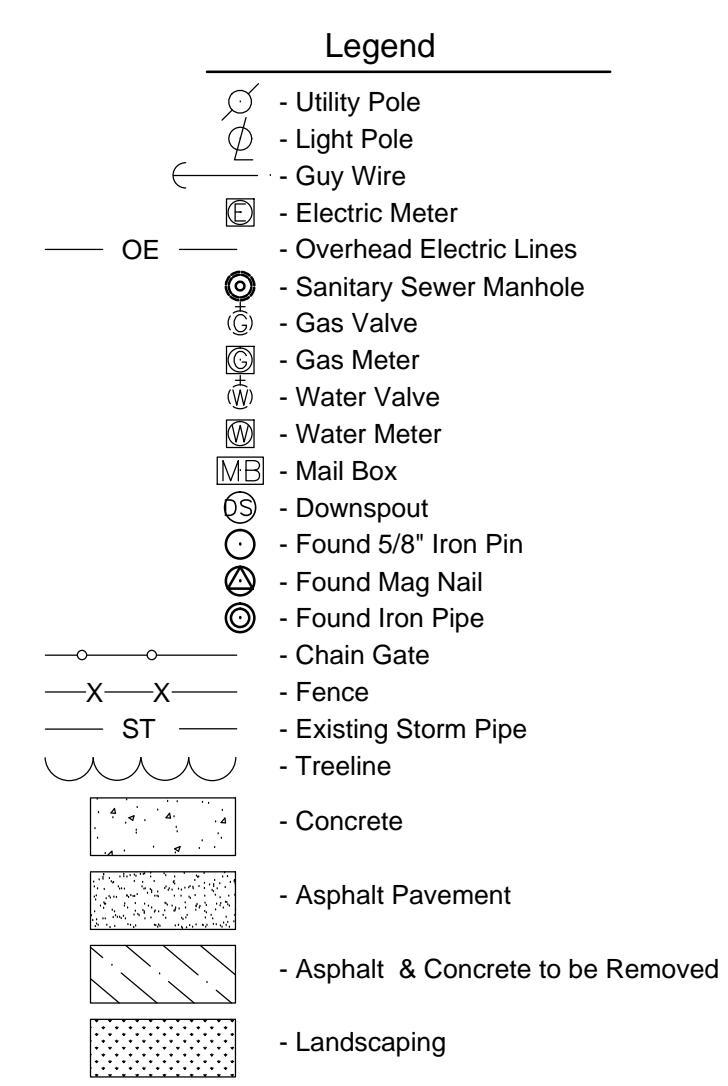 Legend
- Utility Pole
- Light Pole
- Guy Wire
E - Electric Meter
OE - Overhead Electric Lines
- Sanitary Sewer Manhole
(G) - Gas Valve
G - Gas Meter
(W) - Water Valve
W - Water Meter
MB - Mail Box
DS - Downspout
- Found 5/8" Iron Pin
- Found Mag Nail
- Found Iron Pipe
- Chain Gate
X X - Fence
ST - Existing Storm Pipe
- Treeline
- Concrete
- Asphalt Pavement
- Asphalt & Concrete to be Removed
- Landscaping